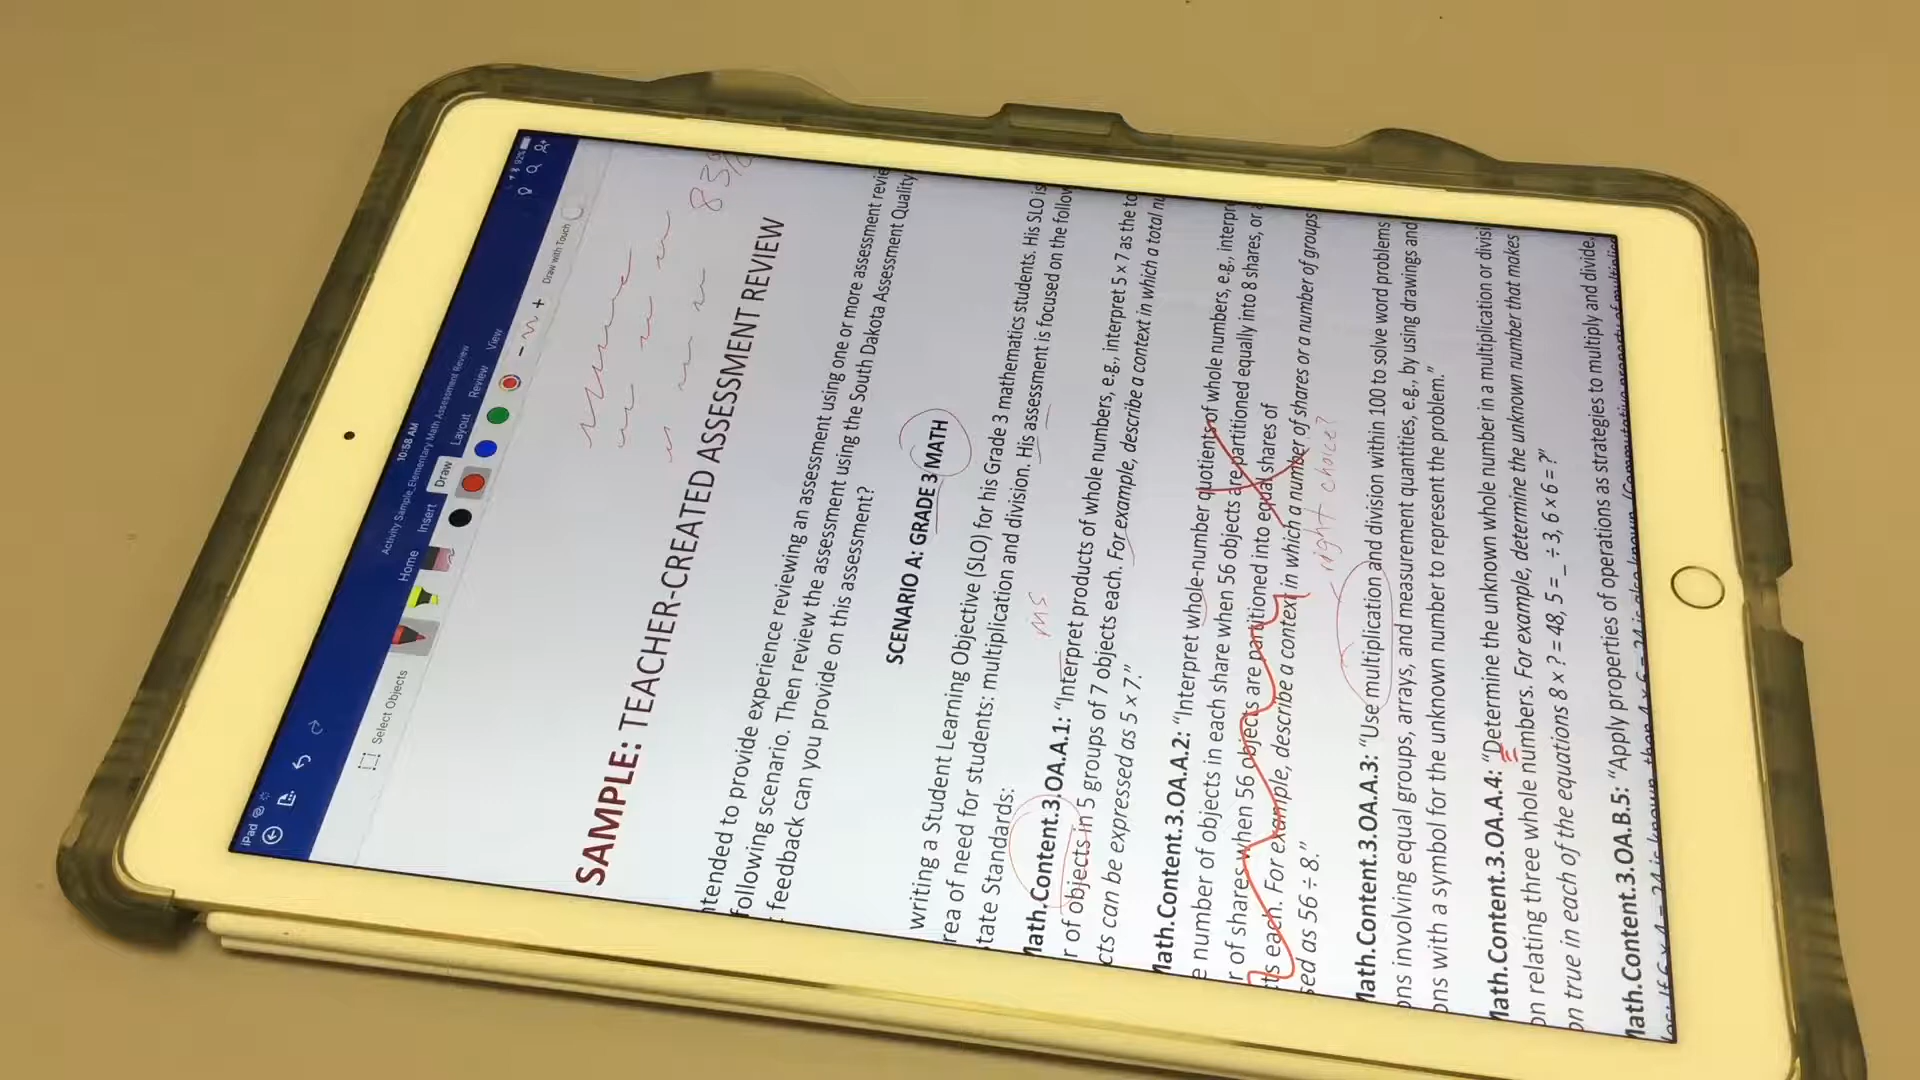 iPad
10:58 AM
92%
Activity Sample_Elementary Math Assessment Review
Home Insert Draw Layout Review View
Select Objects
Draw with Touch
83%
SAMPLE: TEACHER-CREATED ASSESSMENT REVIEW
ntended to provide experience reviewing an assessment using one or more assessment revie
following scenario. Then review the assessment using the South Dakota Assessment Quality
feedback can you provide on this assessment?
SCENARIO A: GRADE 3 MATH
writing a Student Learning Objective (SLO) for his Grade 3 mathematics students. His SLO is
rea of need for students: multiplication and division. His assessment is focused on the follow
tate Standards:
ms
Math.Content.3.OA.A.1: “Interpret products of whole numbers, e.g., interpret 5 x 7 as the to
r of objects in 5 groups of 7 objects each. For example, describe a context in which a total nu
cts can be expressed as 5 x 7.”
Math.Content.3.OA.A.2: “Interpret whole-number quotients of whole numbers, e.g., interpr
e number of objects in each share when 56 objects are partitioned equally into 8 shares, or a
r of shares when 56 objects are partitioned into equal shares of
ts each. For example, describe a context in which a number of shares or a number of groups
sed as 56 ÷ 8.”
right choice?
Math.Content.3.OA.A.3: “Use multiplication and division within 100 to solve word problems
ons involving equal groups, arrays, and measurement quantities, e.g., by using drawings and
ons with a symbol for the unknown number to represent the problem.”
Math.Content.3.OA.A.4: “Determine the unknown whole number in a multiplication or divisi
on relating three whole numbers. For example, determine the unknown number that makes
on true in each of the equations 8 x ? = 48, 5 = _ ÷ 3, 6 x 6 = ?”
Math.Content.3.OA.B.5: “Apply properties of operations as strategies to multiply and divide.